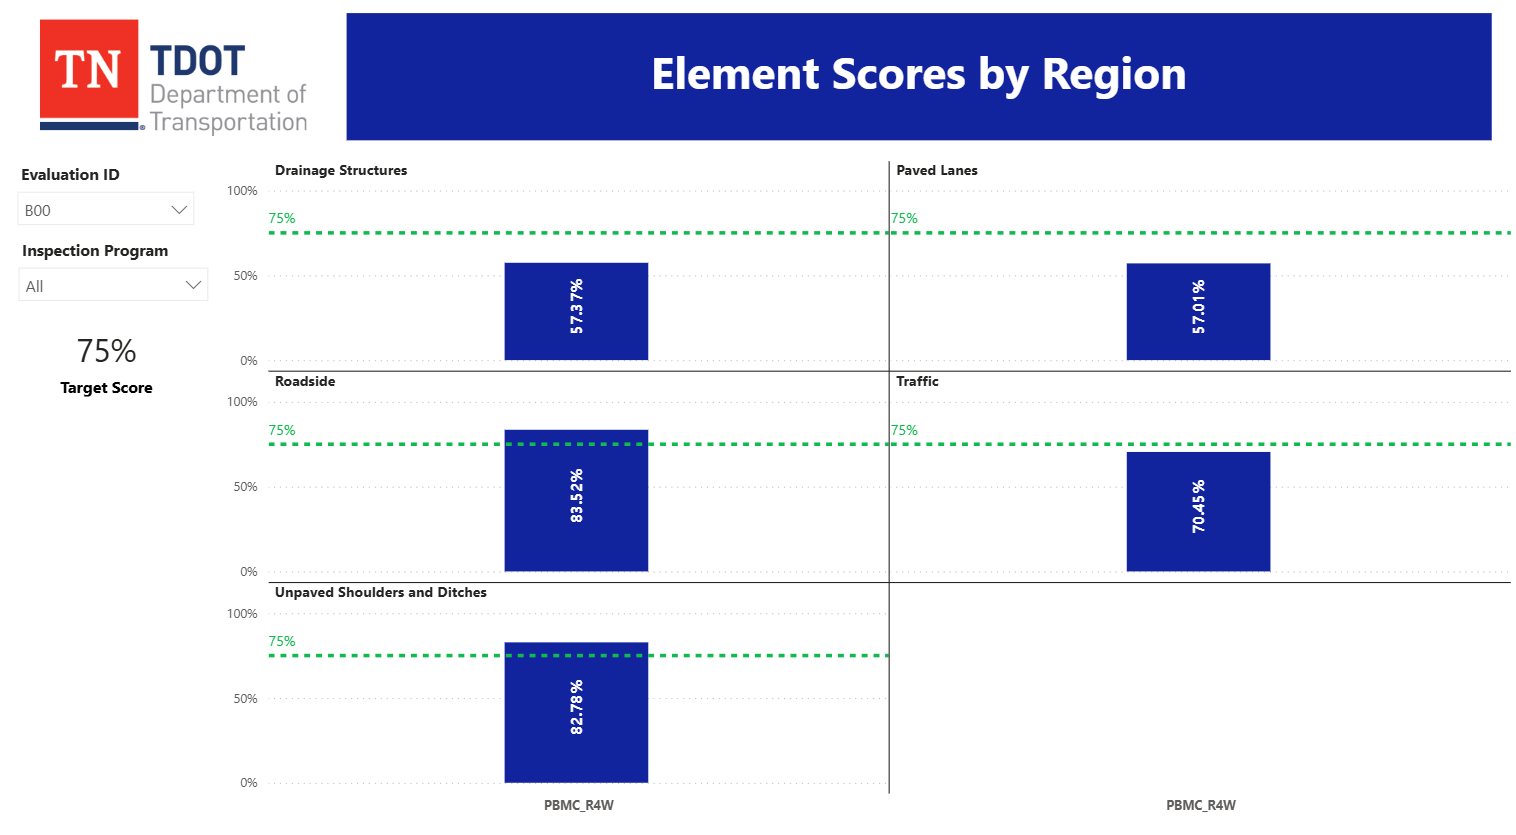 TN
TDOT
Department of
Transportation
®
Element Scores by Region
Evaluation ID
B00
Inspection Program
All
75%
Target Score
Drainage Structures
100%
75%
50%
57.37%
0%
Paved Lanes
75%
57.01%
Roadside
100%
75%
50%
83.52%
0%
Traffic
75%
70.45%
Unpaved Shoulders and Ditches
100%
75%
50%
82.78%
0%
PBMC_R4W
PBMC_R4W